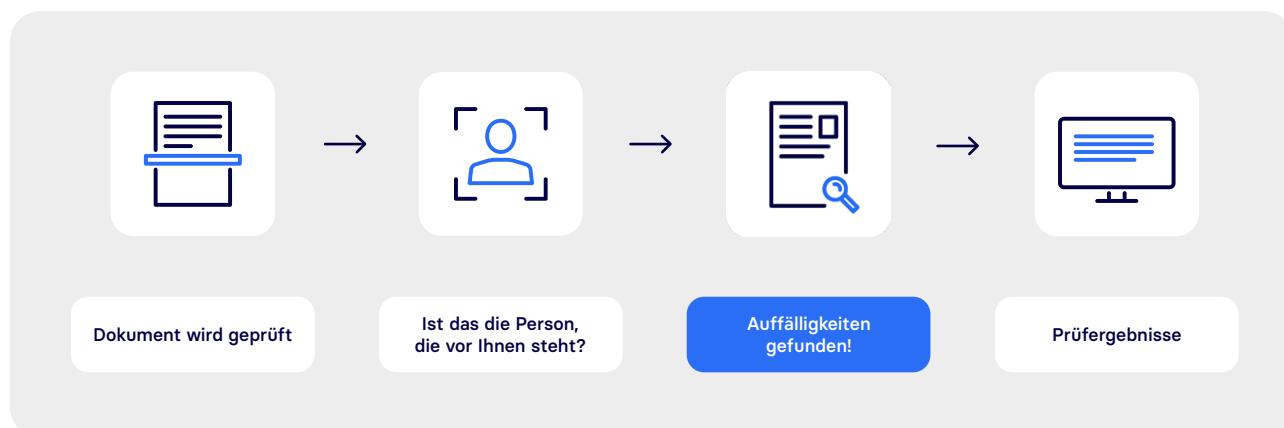 Dokument wird geprüft
Ist das die Person,
die vor Ihnen steht?
Auffälligkeiten
gefunden!
Prüfergebnisse